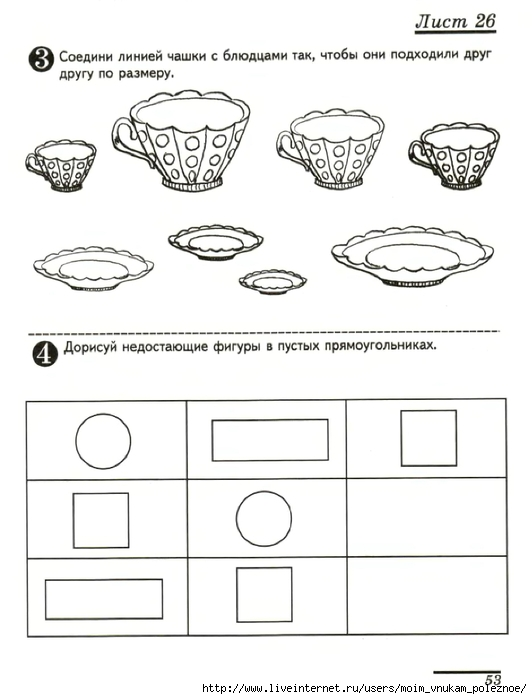 Лист 26
3 Соедини линией чашки с блюдцами так, чтобы они подходили друг
другу по размеру.
4 Дорисуй недостающие фигуры в пустых прямоугольниках.
53
http://www.liveinternet.ru/users/moim_vnukam_poleznoe/